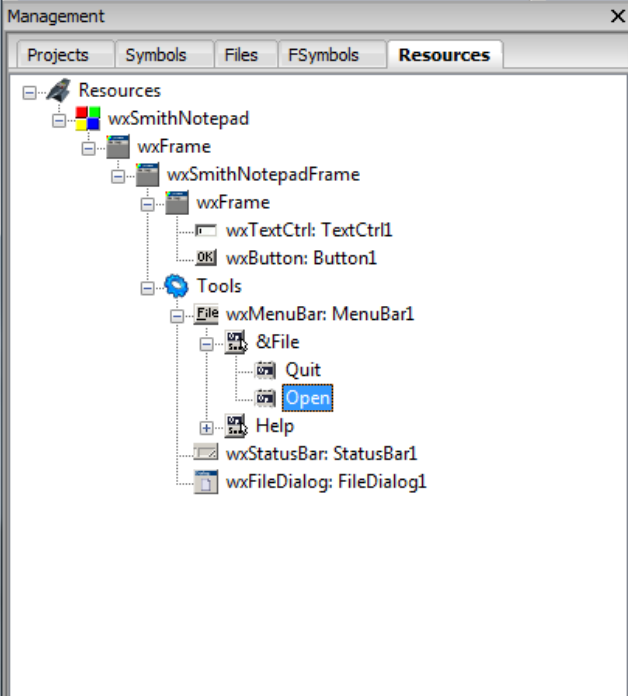 Management
Projects Symbols Files FSymbols Resources
Resources
wxSmithNotepad
wxFrame
wxSmithNotepadFrame
wxFrame
wxTextCtrl: TextCtrl1
OK wxButton: Button1
Tools
File wxMenuBar: MenuBar1
&File
Quit
Open
Help
wxStatusBar: StatusBar1
wxFileDialog: FileDialog1